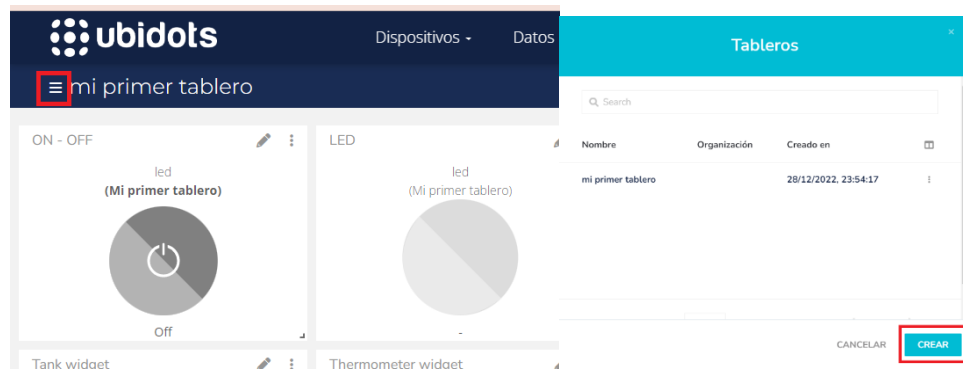 ubidots
Dispositivos
Datos
mi primer tablero
ON - OFF
led
(Mi primer tablero)
Off
LED
led
(Mi primer tablero)
-
Tank widget
Thermometer widget
Tableros
×
Search
Nombre Organización Creado en
mi primer tablero 28/12/2022, 23:54:17
CANCELAR CREAR